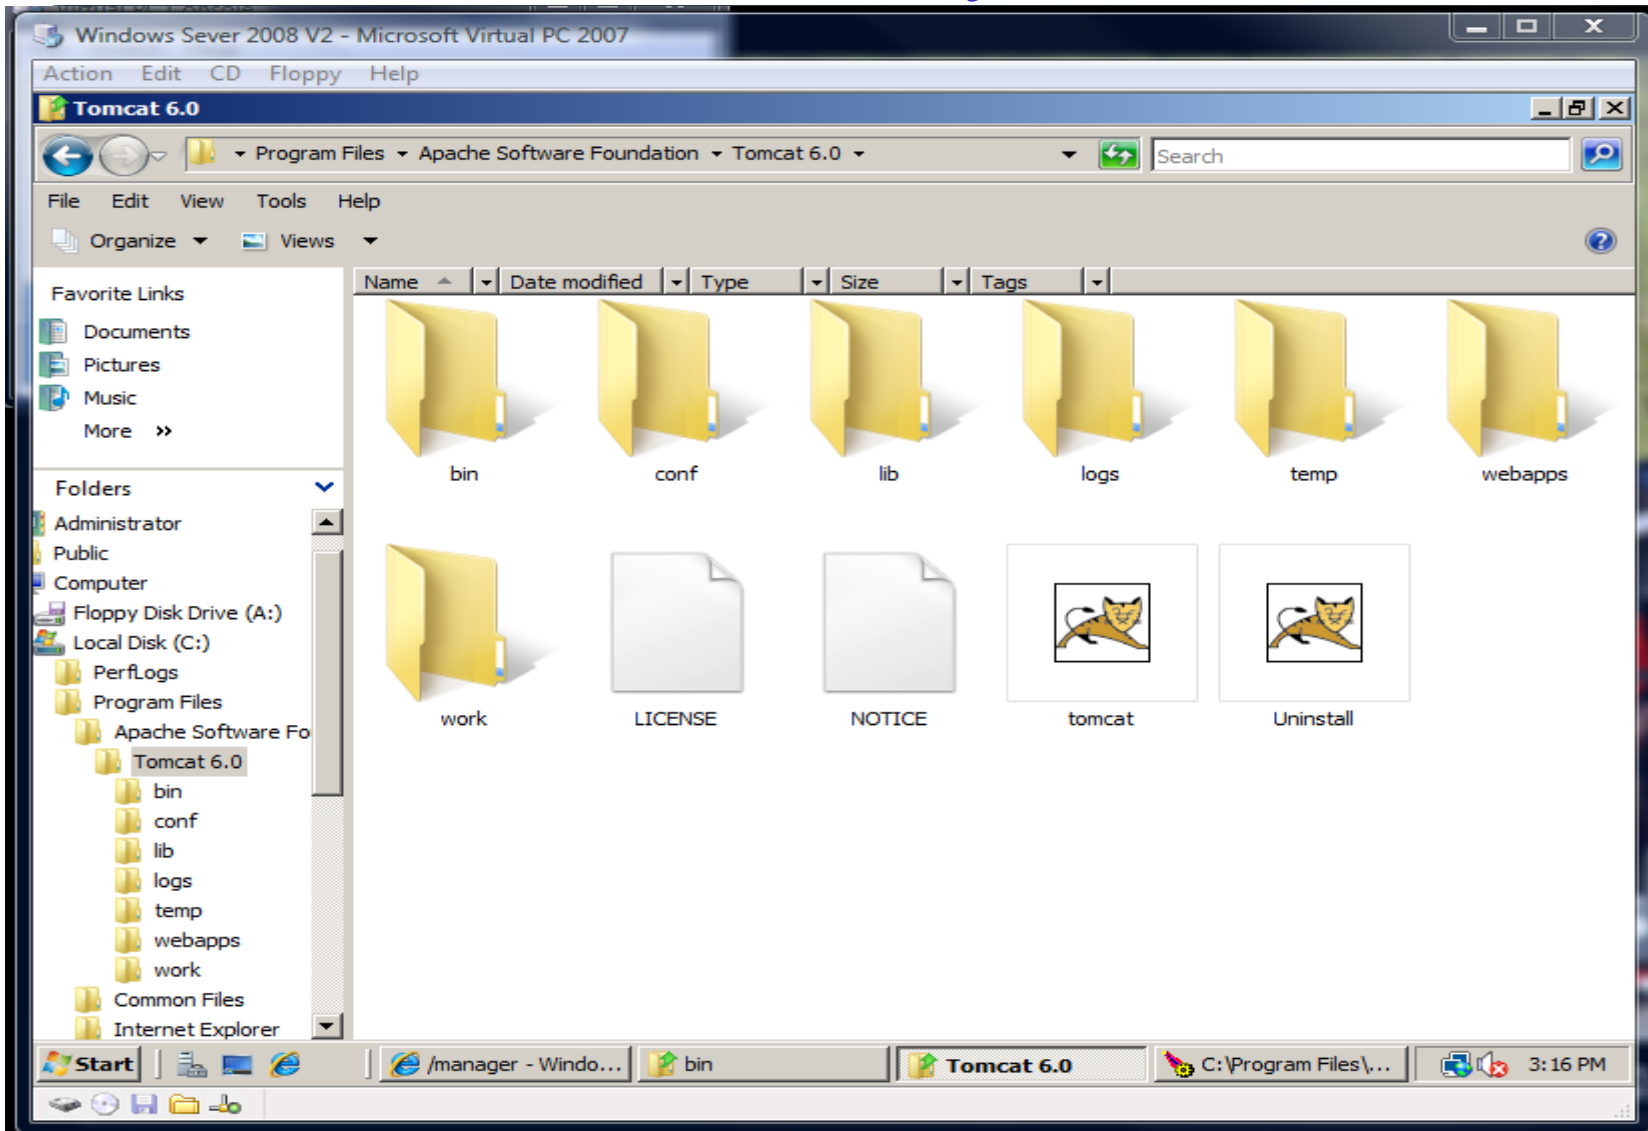 Windows Sever 2008 V2 - Microsoft Virtual PC 2007
Action Edit CD Floppy Help
Tomcat 6.0
Program Files Apache Software Foundation Tomcat 6.0 Search
File Edit View Tools Help
Organize Views
Name Date modified Type Size Tags
Favorite Links
Documents
Pictures
Music
More »
Folders
Administrator
Public
Computer
Floppy Disk Drive (A:)
Local Disk (C:)
PerfLogs
Program Files
Apache Software Fo
Tomcat 6.0
bin
conf
lib
logs
temp
webapps
work
Common Files
Internet Explorer
bin conf lib logs temp webapps
work LICENSE NOTICE tomcat Uninstall
Start /manager - Windo... bin Tomcat 6.0 C:\Program Files\... 3:16 PM